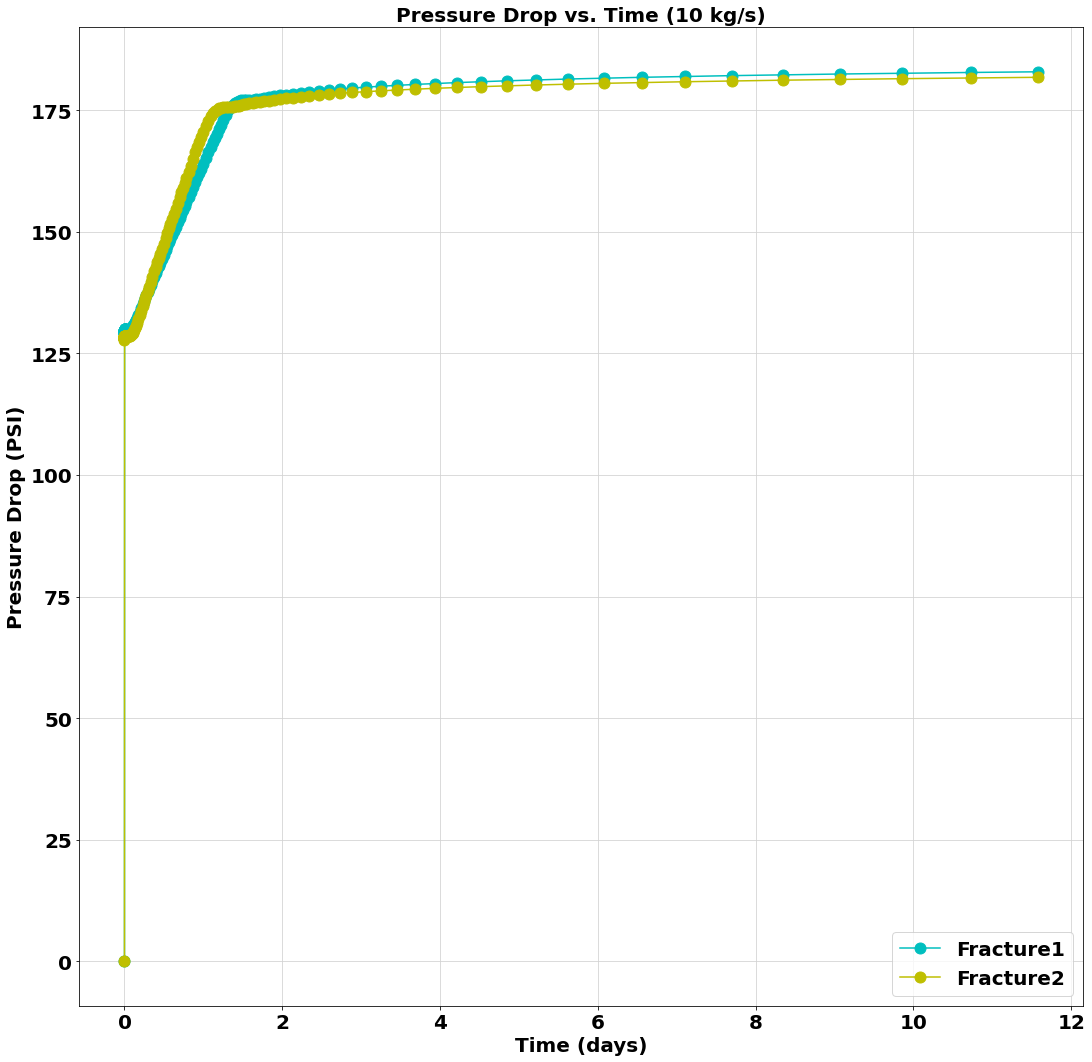 Pressure Drop vs. Time (10 kg/s)
Pressure Drop (PSI)
175
150
125
100
75
50
25
0
0 2 4 6 8 10 12
Time (days)
Fracture1
Fracture2